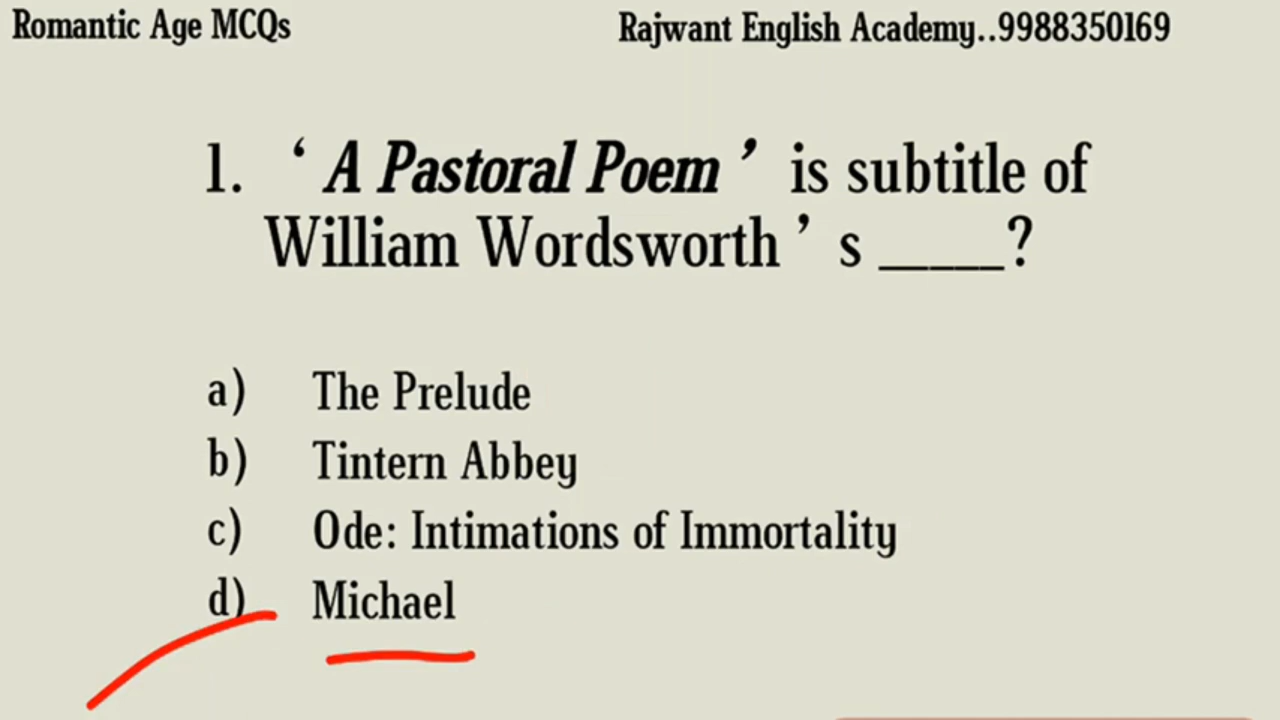 Romantic Age MCQs
Rajwant English Academy..9988350169
1. ‘ A Pastoral Poem ’ is subtitle of
William Wordsworth ’ s _____?
a) The Prelude
b) Tintern Abbey
c) Ode: Intimations of Immortality
d) Michael